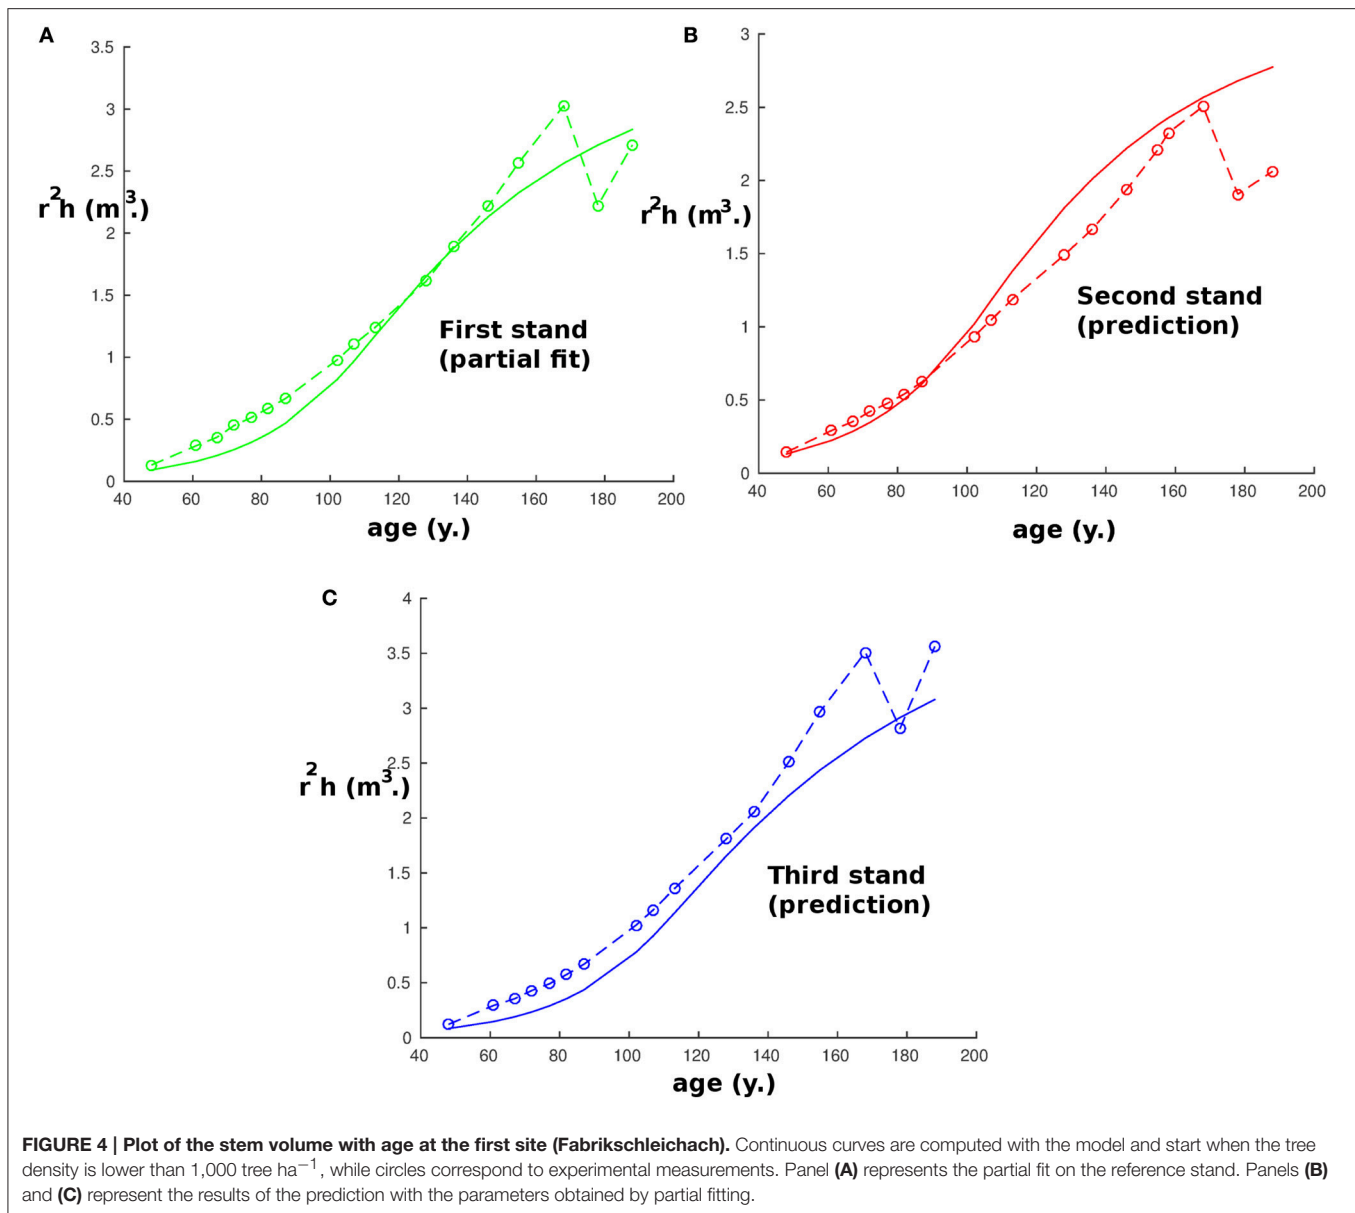 A
3.5
3
2.5
r²h (m³.)
2
1.5
1
0.5
0
40 60 80 100 120 140 160 180 200
age (y.)
First stand
(partial fit)
B
3
2.5
2
r²h (m³.)
1.5
1
0.5
0
40 60 80 100 120 140 160 180 200
age (y.)
Second stand
(prediction)
C
4
3.5
3
2.5
r²h (m³.)
2
1.5
1
0.5
0
40 60 80 100 120 140 160 180 200
age (y.)
Third stand
(prediction)
FIGURE 4 | Plot of the stem volume with age at the first site (Fabrikschleichach). Continuous curves are computed with the model and start when the tree
density is lower than 1,000 tree ha⁻¹, while circles correspond to experimental measurements. Panel (A) represents the partial fit on the reference stand. Panels (B)
and (C) represent the results of the prediction with the parameters obtained by partial fitting.